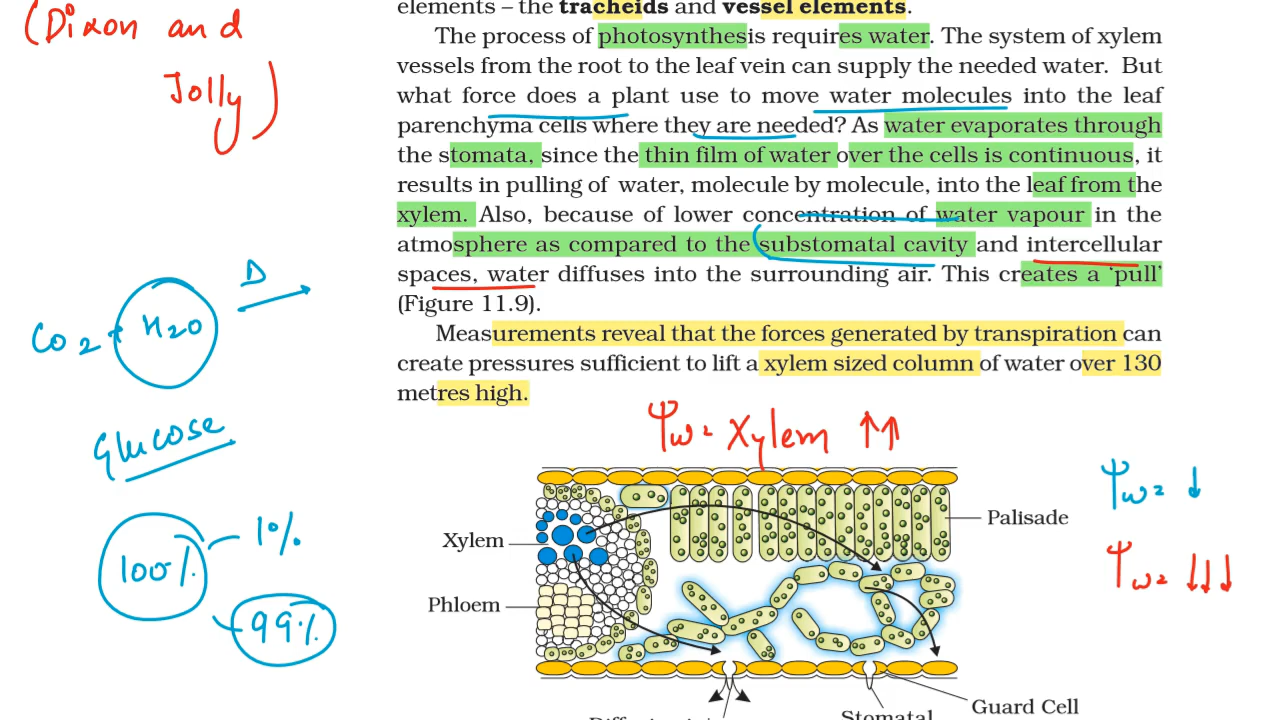 (Dixon and
Jolly)
elements – the tracheids and vessel elements.
The process of photosynthesis requires water. The system of xylem
vessels from the root to the leaf vein can supply the needed water. But
what force does a plant use to move water molecules into the leaf
parenchyma cells where they are needed? As water evaporates through
the stomata, since the thin film of water over the cells is continuous, it
results in pulling of water, molecule by molecule, into the leaf from the
xylem. Also, because of lower concentration of water vapour in the
atmosphere as compared to the substomatal cavity and intercellular
spaces, water diffuses into the surrounding air. This creates a ‘pull’
(Figure 11.9).
Measurements reveal that the forces generated by transpiration can
create pressures sufficient to lift a xylem sized column of water over 130
metres high.
CO2 + H2O →
Glucose
100%
1%
99%
Ψw = Xylem ↑↑
Ψw = ↓
Ψw = ↓↓↓
Palisade
Xylem
Phloem
Guard Cell
Stomatal